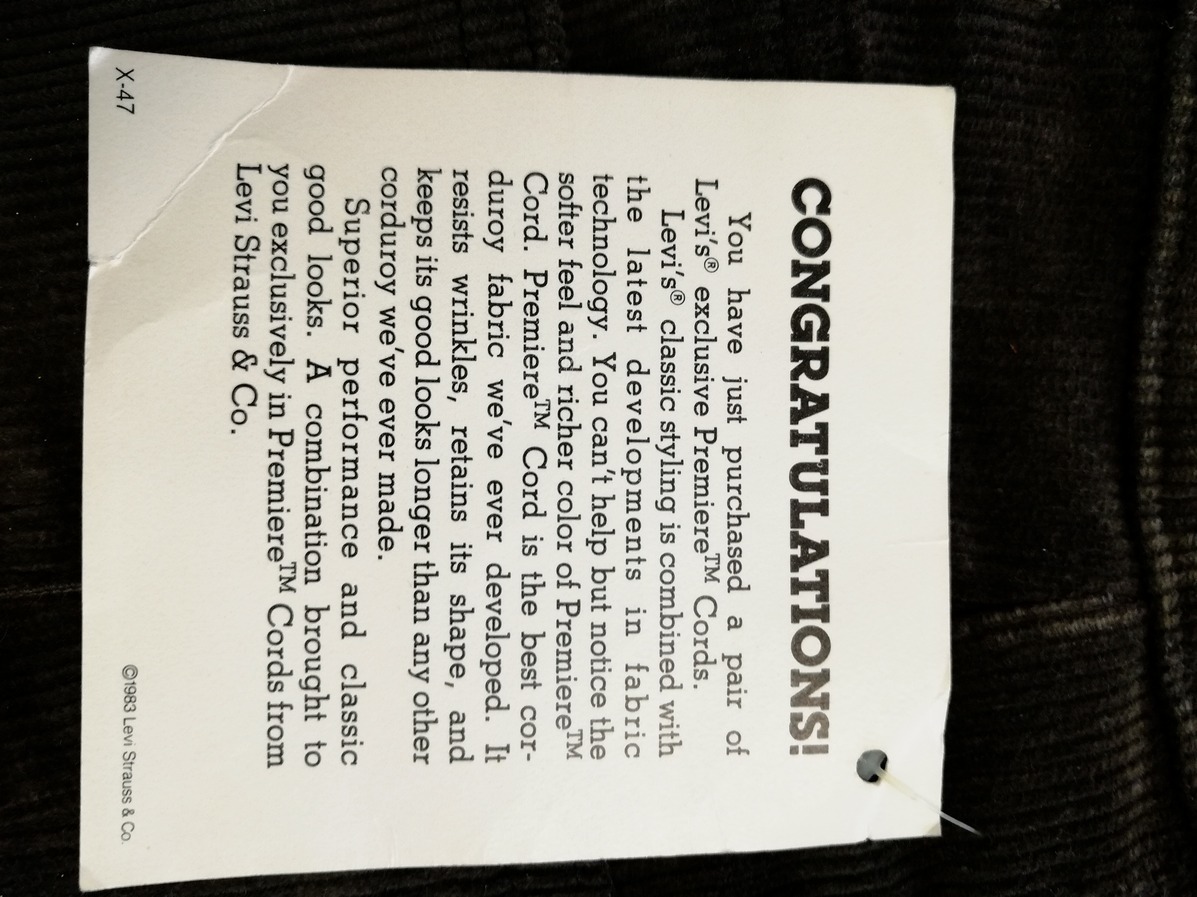 CONGRATULATIONS!
You have just purchased a pair of
Levi's® exclusive Premiere™ Cords.
Levi's® classic styling is combined with
the latest developments in fabric
technology. You can't help but notice the
softer feel and richer color of Premiere™
Cord. Premiere™ Cord is the best cor-
duroy fabric we've ever developed. It
resists wrinkles, retains its shape, and
keeps its good looks longer than any other
corduroy we've ever made.
Superior performance and classic
good looks. A combination brought to
you exclusively in Premiere™ Cords from
Levi Strauss & Co.
X-47
©1983 Levi Strauss & Co.